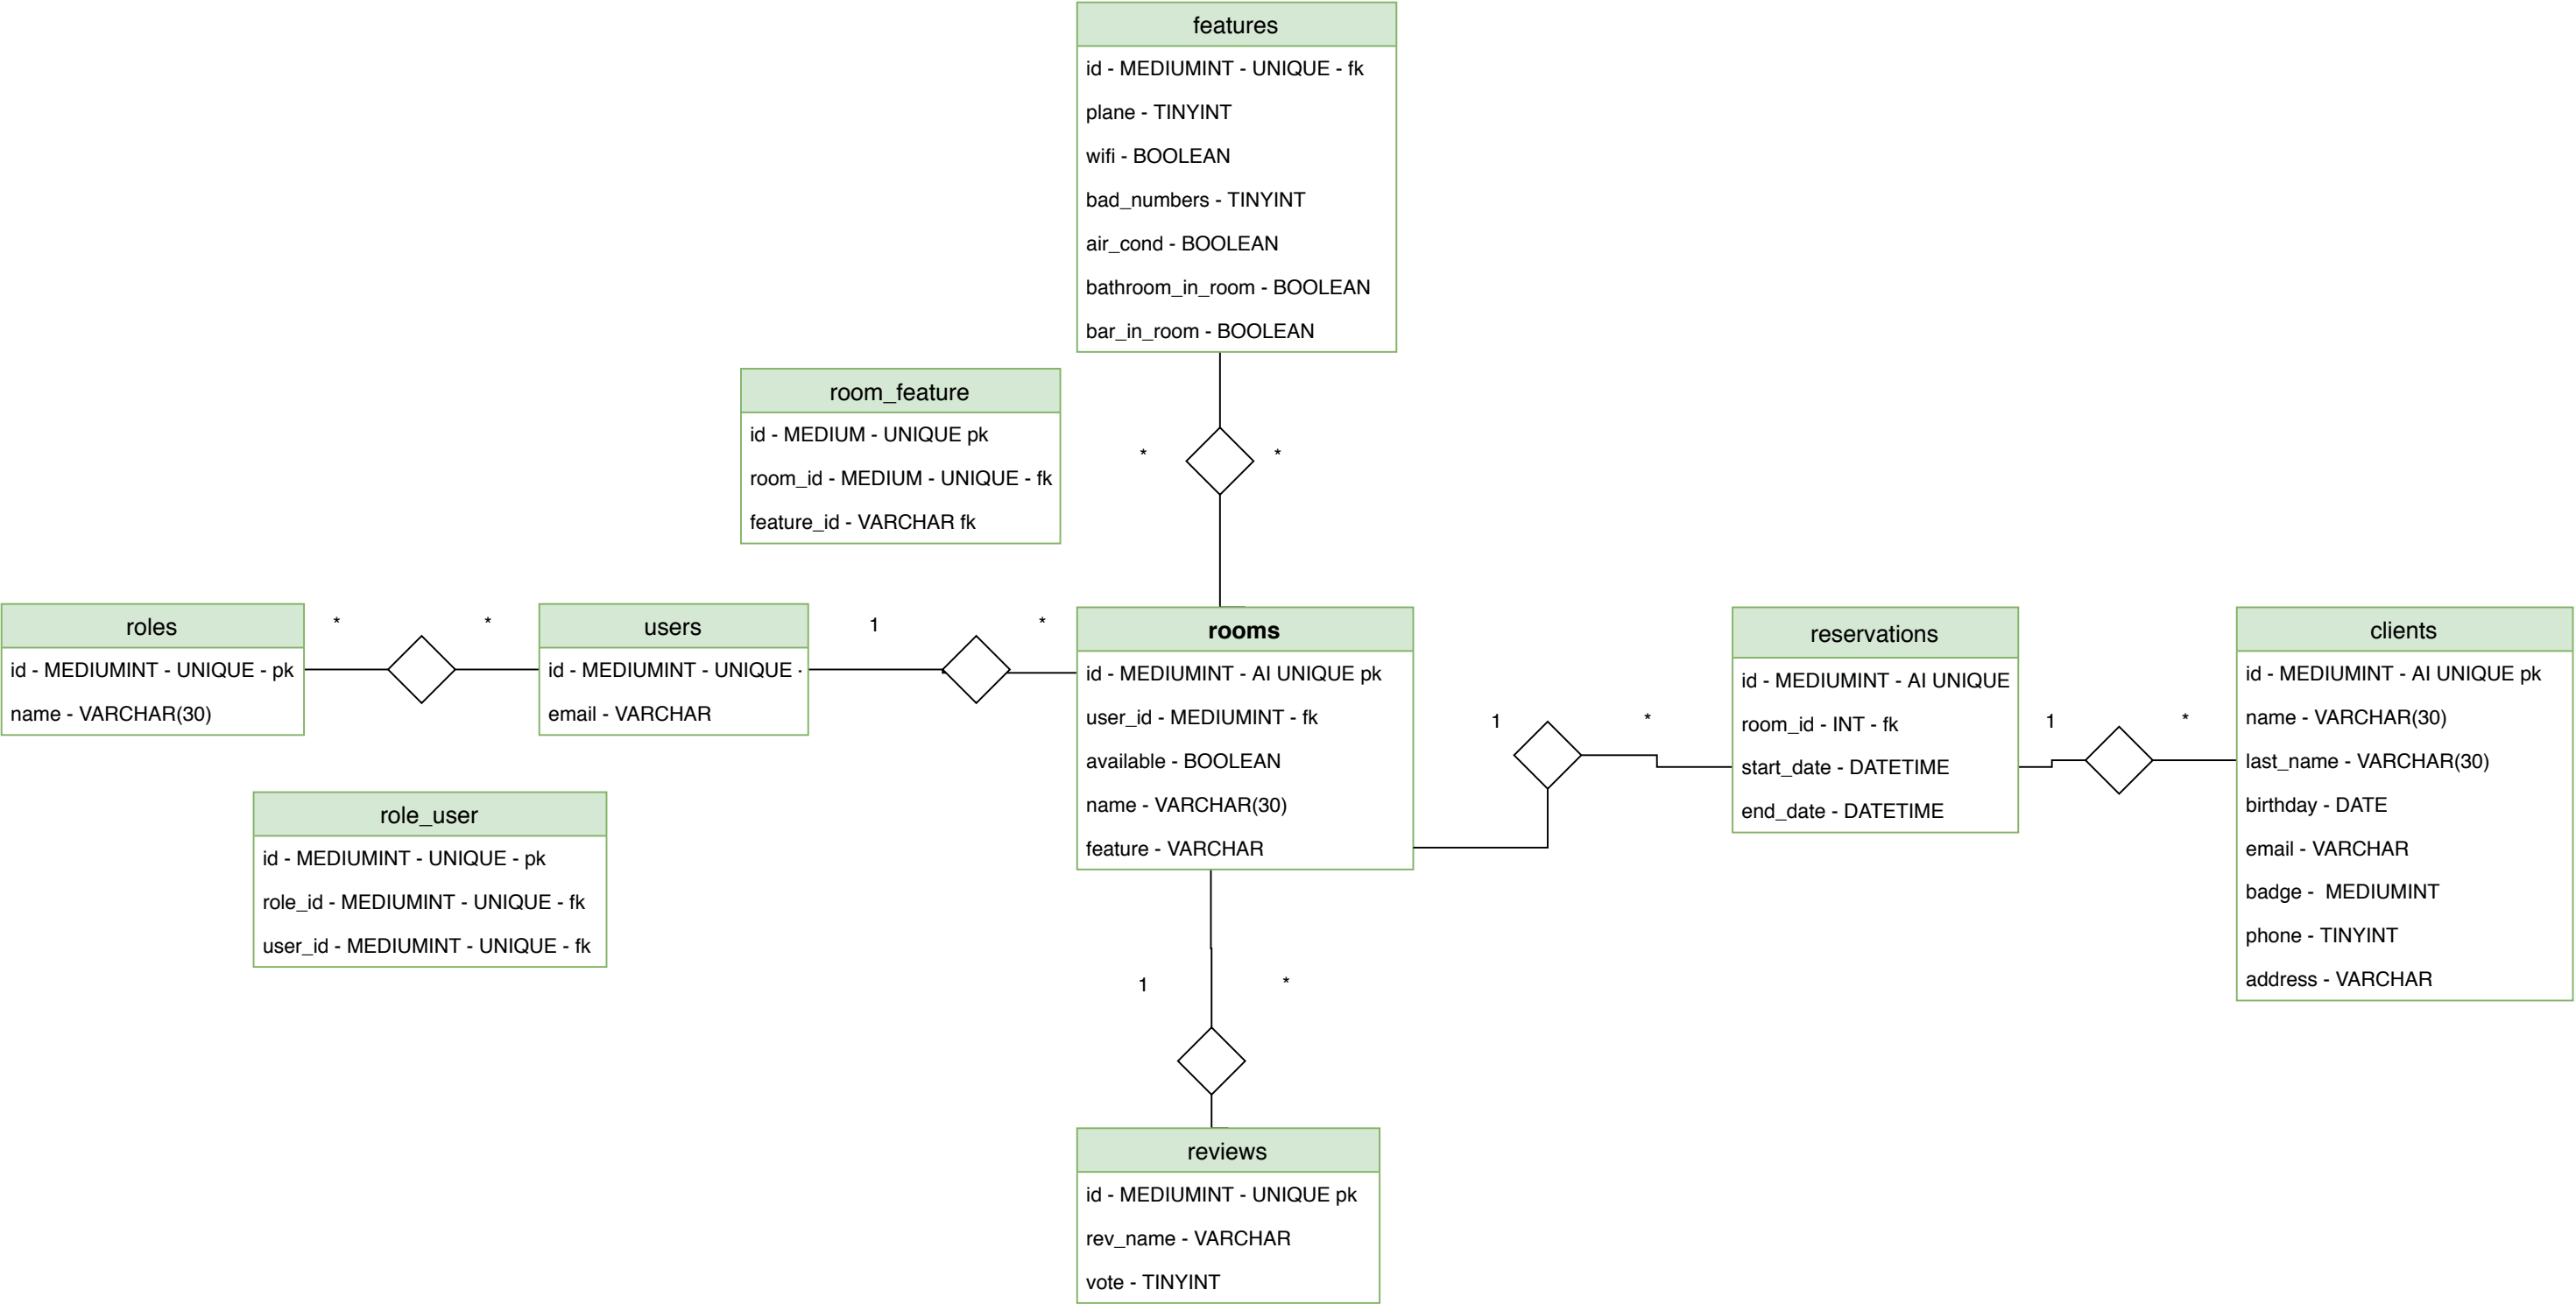 features
id - MEDIUMINT - UNIQUE - fk
plane - TINYINT
wifi - BOOLEAN
bad_numbers - TINYINT
air_cond - BOOLEAN
bathroom_in_room - BOOLEAN
bar_in_room - BOOLEAN
room_feature
id - MEDIUM - UNIQUE pk
room_id - MEDIUM - UNIQUE - fk
feature_id - VARCHAR fk
* *
roles
id - MEDIUMINT - UNIQUE - pk
name - VARCHAR(30)
* *
users
id - MEDIUMINT - UNIQUE -
email - VARCHAR
1 *
rooms
id - MEDIUMINT - AI UNIQUE pk
user_id - MEDIUMINT - fk
available - BOOLEAN
name - VARCHAR(30)
feature - VARCHAR
1 *
reservations
id - MEDIUMINT - AI UNIQUE
room_id - INT - fk
start_date - DATETIME
end_date - DATETIME
1 *
clients
id - MEDIUMINT - AI UNIQUE pk
name - VARCHAR(30)
last_name - VARCHAR(30)
birthday - DATE
email - VARCHAR
badge -  MEDIUMINT
phone - TINYINT
address - VARCHAR
role_user
id - MEDIUMINT - UNIQUE - pk
role_id - MEDIUMINT - UNIQUE - fk
user_id - MEDIUMINT - UNIQUE - fk
1 *
reviews
id - MEDIUMINT - UNIQUE pk
rev_name - VARCHAR
vote - TINYINT